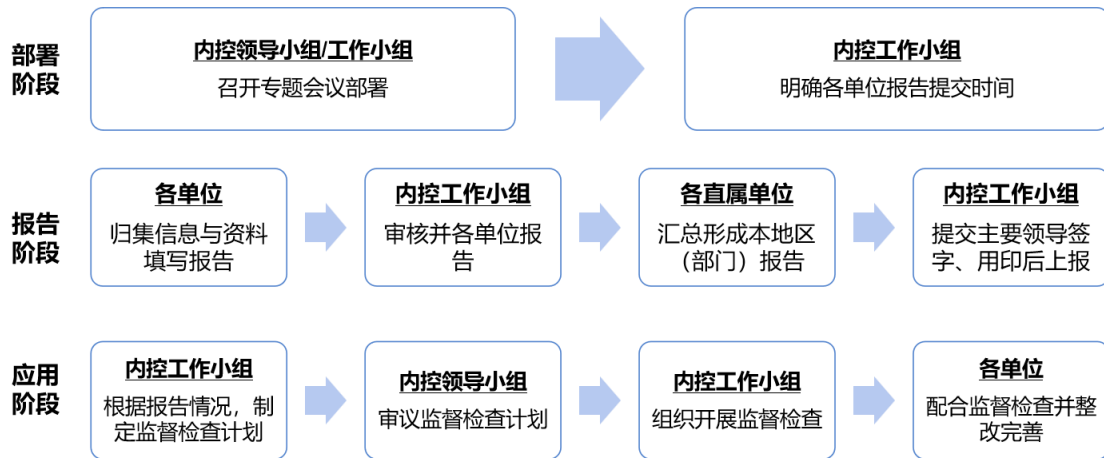 部署
阶段
内控领导小组/工作小组
召开专题会议部署
内控工作小组
明确各单位报告提交时间
报告
阶段
各单位
归集信息与资料
填写报告
内控工作小组
审核并各单位报
告
各直属单位
汇总形成本地区
（部门）报告
内控工作小组
提交主要领导签
字、用印后上报
应用
阶段
内控工作小组
根据报告情况，制
定监督检查计划
内控领导小组
审议监督检查计划
内控工作小组
组织开展监督检查
各单位
配合监督检查并整
改完善